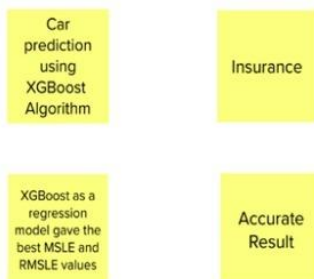 Car
prediction
using
XGBoost
Algorithm
Insurance
XGBoost as a
regression
model gave the
best MSLE and
RMSLE values
Accurate
Result